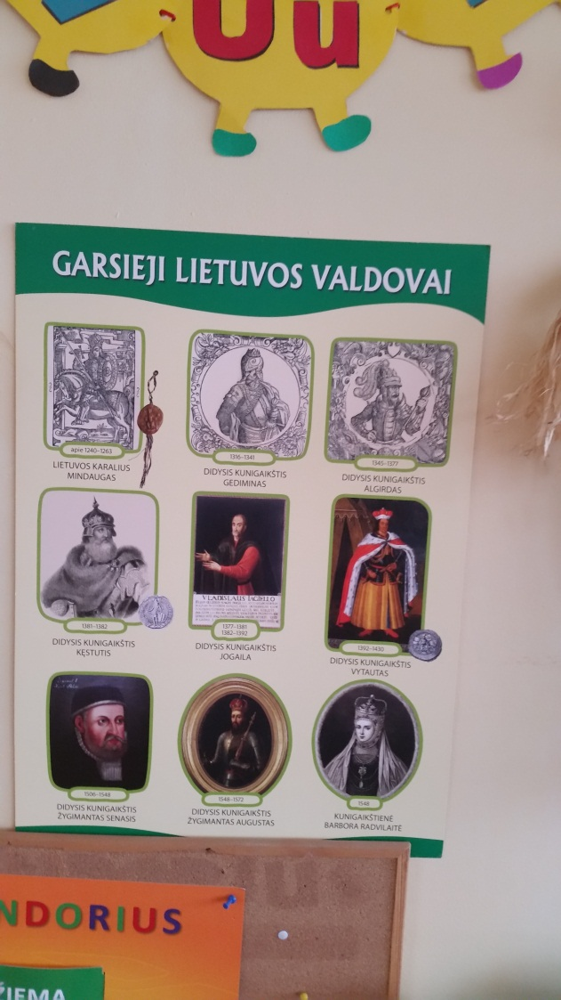 Uu
GARSIEJI LIETUVOS VALDOVAI
apie 1240–1263
LIETUVOS KARALIUS
MINDAUGAS
1316–1341
DIDYSIS KUNIGAIKŠTIS
GEDIMINAS
1345–1377
DIDYSIS KUNIGAIKŠTIS
ALGIRDAS
1381–1382
DIDYSIS KUNIGAIKŠTIS
KĘSTUTIS
VLADISLAUS IAGIELLO
1377–1381
1382–1392
DIDYSIS KUNIGAIKŠTIS
JOGAILA
1392–1430
DIDYSIS KUNIGAIKŠTIS
VYTAUTAS
1506–1548
DIDYSIS KUNIGAIKŠTIS
ŽYGIMANTAS SENASIS
1548–1572
DIDYSIS KUNIGAIKŠTIS
ŽYGIMANTAS AUGUSTAS
1548
KUNIGAIKŠTIENĖ
BARBORA RADVILAITĖ
NDORIUS
ŽIEMA